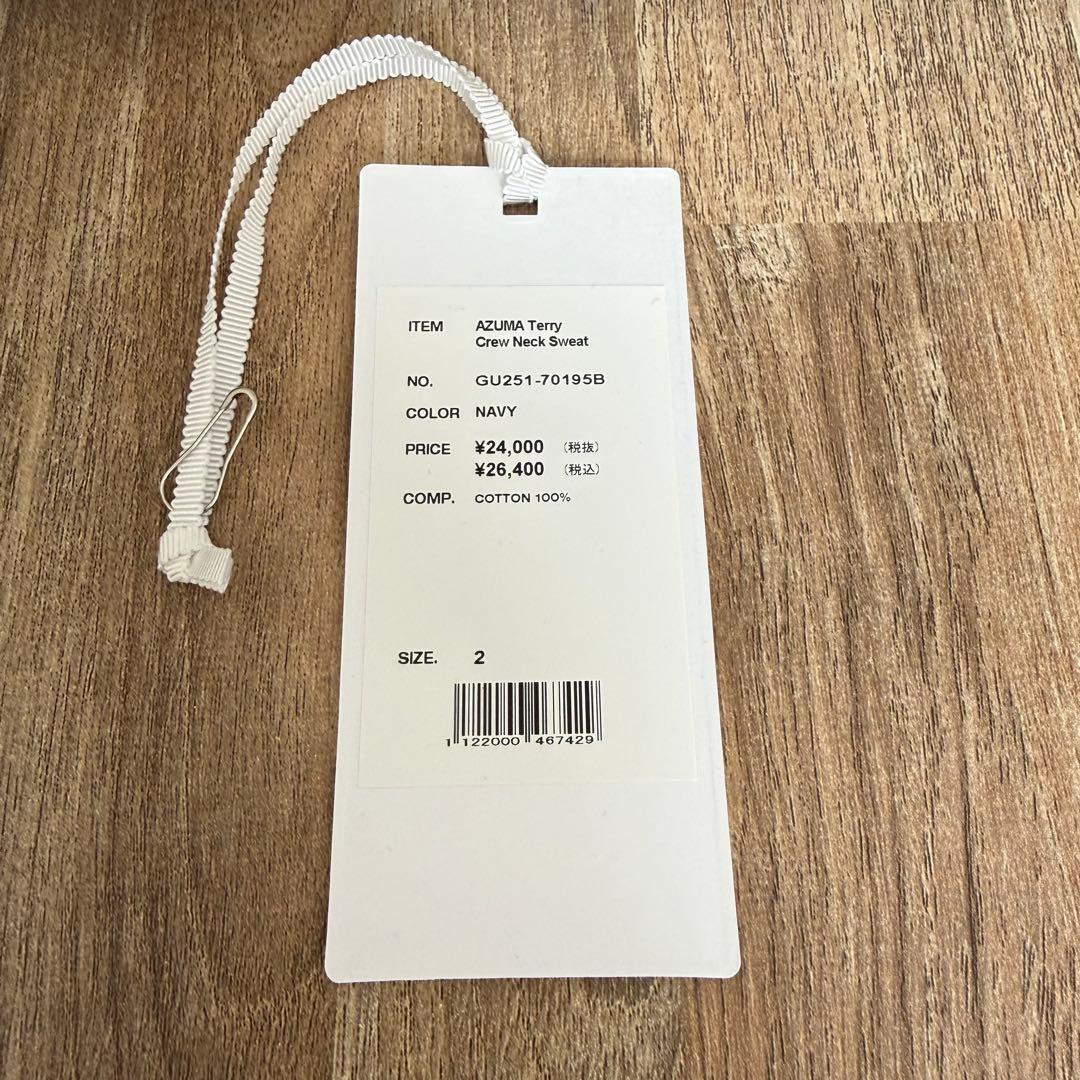 ITEM AZUMA Terry
Crew Neck Sweat
NO. GU251-70195B
COLOR NAVY
PRICE ¥24,000 (税抜)
¥26,400 (税込)
COMP. COTTON 100%
SIZE. 2
1 122000 467429